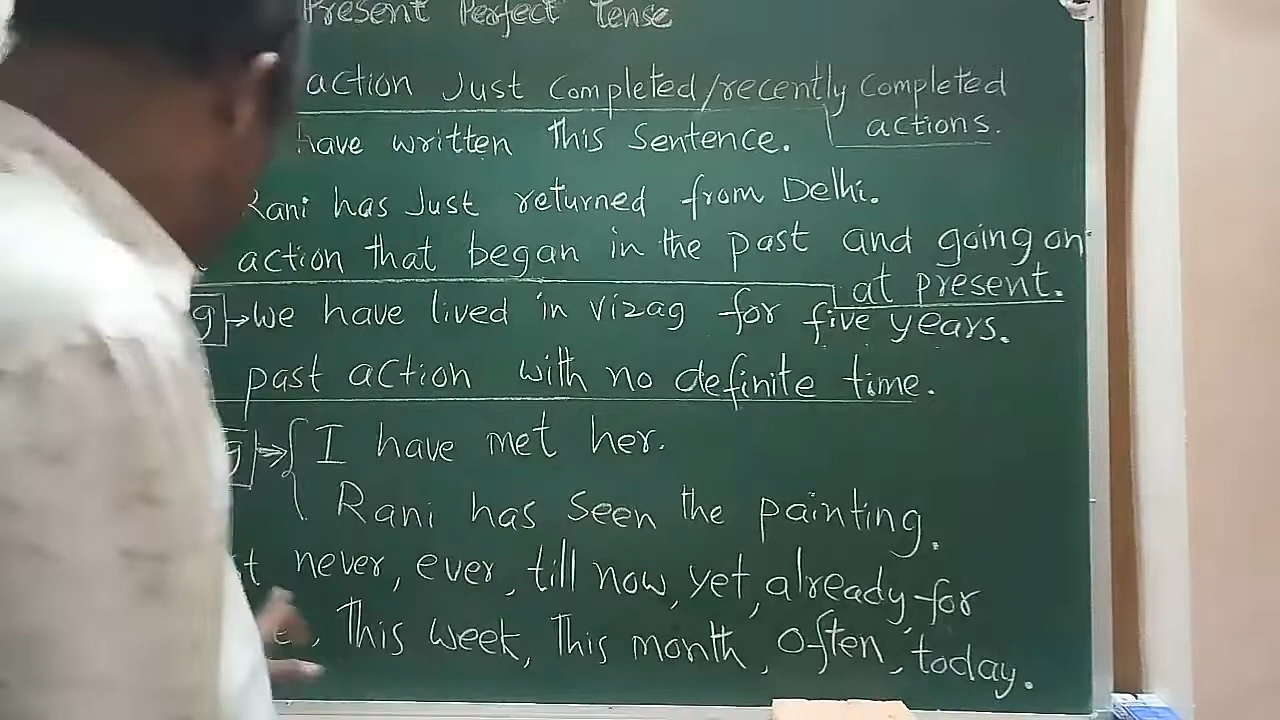 Present Perfect Tense
action Just Completed/recently Completed
actions.
have written This Sentence.
Rani has Just returned from Delhi.
action that began in the past and going on
at present.
g →we have lived in vizag for five years.
past action with no definite time.
g → { I have met her.
Rani has seen the painting.
never, ever, till now, yet, already, for
, This week, This month, Often, today.